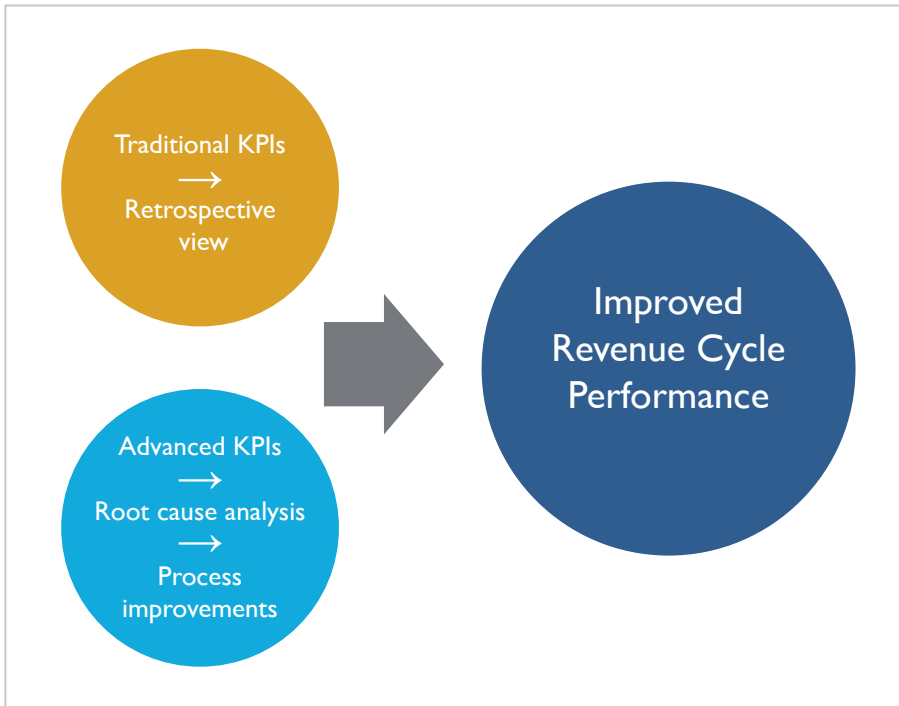 Traditional KPIs
→
Retrospective
view
Advanced KPIs
→
Root cause analysis
→
Process
improvements
Improved
Revenue Cycle
Performance